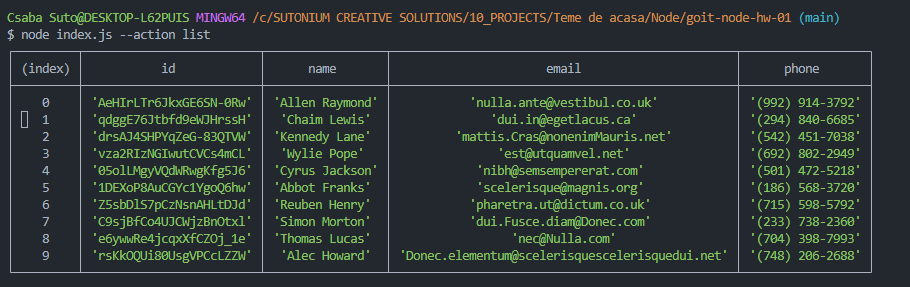 Csaba Suto@DESKTOP-L62PUIS MINGW64 /c/SUTONIUM CREATIVE SOLUTIONS/10_PROJECTS/Teme de acasa/Node/goit-node-hw-01 (main)
$ node index.js --action list
(index) id name email phone
0 'AeHIrLTr6JkxGE6SN-0Rw' 'Allen Raymond' 'nulla.ante@vestibul.co.uk' '(992) 914-3792'
1 'qdggE76Jtbfd9eWJHrssH' 'Chaim Lewis' 'dui.in@egetlacus.ca' '(294) 840-6685'
2 'drsAJ4SHPYqZeG-83QTVW' 'Kennedy Lane' 'mattis.Cras@nonenimMauris.net' '(542) 451-7038'
3 'vza2RIzNGIwutCVCs4mCL' 'Wylie Pope' 'est@utquamvel.net' '(692) 802-2949'
4 '05olLMgyVQdWRwgKfg5J6' 'Cyrus Jackson' 'nibh@semsempererat.com' '(501) 472-5218'
5 '1DEXoP8AuCGYc1YgoQ6hw' 'Abbot Franks' 'scelerisque@magnis.org' '(186) 568-3720'
6 'Z5sbDlS7pCzNsnAHLtDJd' 'Reuben Henry' 'pharetra.ut@dictum.co.uk' '(715) 598-5792'
7 'C9sjBfCo4UJCWjzBnOtxl' 'Simon Morton' 'dui.Fusce.diam@Donec.com' '(233) 738-2360'
8 'e6ywwRe4jcqxXfCZOj_1e' 'Thomas Lucas' 'nec@Nulla.com' '(704) 398-7993'
9 'rsKkOQUi80UsgVPCcLZZW' 'Alec Howard' 'Donec.elementum@scelerisquescelerisquedui.net' '(748) 206-2688'